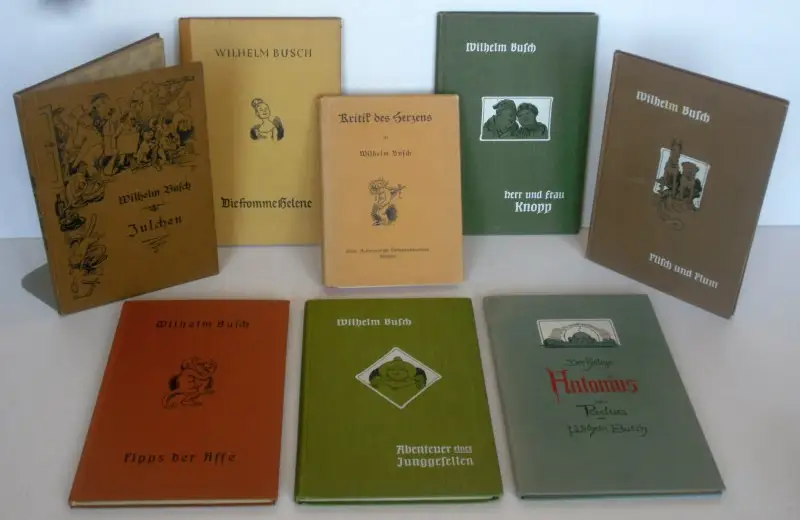 Wilhelm Busch
Julchen
WILHELM BUSCH
Die fromme Helene
Kritik des Herzens
Wilhelm Busch
Wilhelm Busch
Herr und Frau
Knopp
Wilhelm Busch
Plisch und Plum
Wilhelm Busch
Fipps der Affe
Wilhelm Busch
Abenteuer eines
Junggesellen
Der Heilige
Antonius
von
Padua
von
Wilhelm Busch